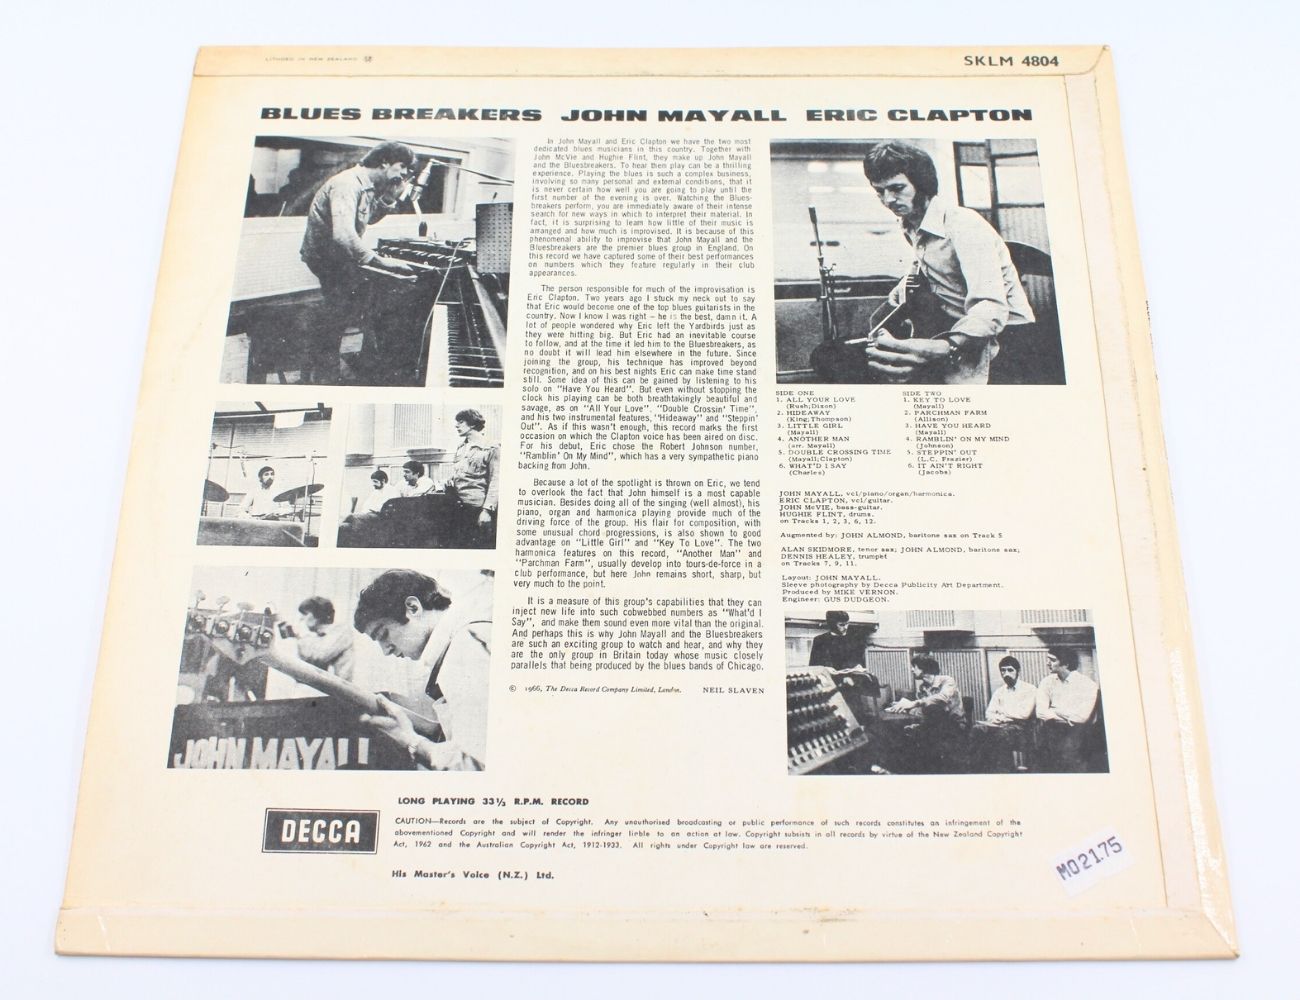 LITHOED IN NEW ZEALAND
SKLM 4804
BLUES BREAKERS JOHN MAYALL ERIC CLAPTON
In John Mayall and Eric Clapton we have the two most
dedicated blues musicians in this country. Together with
John McVie and Hughie Flint, they make up John Mayall
and the Bluesbreakers. To hear then play can be a thrilling
experience. Playing the blues is such a complex business,
involving so many personal and external conditions, that it
is never certain how well you are going to play until the
first number of the evening is over. Watching the Blues-
breakers perform, you are immediately aware of their intense
search for new ways in which to interpret their material. In
fact, it is surprising to learn how little of their music is
arranged and how much is improvised. It is because of this
phenomenal ability to improvise that John Mayall and the
Bluesbreakers are the premier blues group in England. On
this record we have captured some of their best performances
on numbers which they feature regularly in their club
appearances.
The person responsible for much of the improvisation is
Eric Clapton. Two years ago I stuck my neck out to say
that Eric would become one of the top blues guitarists in the
country. Now I know I was right – he is the best, damn it. A
lot of people wondered why Eric left the Yardbirds just as
they were hitting big. But Eric had an inevitable course
to follow, and at the time it led him to the Bluesbreakers, as
no doubt it will lead him elsewhere in the future. Since
joining the group, his technique has improved beyond
recognition, and on his best nights Eric can make time stand
still. Some idea of this can be gained by listening to his
solo on "Have You Heard". But even without stopping the
clock his playing can be both breathtakingly beautiful and
savage, as on "All Your Love". "Double Crossin' Time",
and his two instrumental features, "Hideaway" and "Steppin'
Out". As if this wasn't enough, this record marks the first
occasion on which the Clapton voice has been aired on disc.
For his debut, Eric chose the Robert Johnson number,
"Ramblin' On My Mind", which has a very sympathetic piano
backing from John.
Because a lot of the spotlight is thrown on Eric, we tend
to overlook the fact that John himself is a most capable
musician. Besides doing all of the singing (well almost), his
piano, organ and harmonica playing provide much of the
driving force of the group. His flair for composition, with
some unusual chord progressions, is also shown to good
advantage on "Little Girl" and "Key To Love". The two
harmonica features on this record, "Another Man" and
"Parchman Farm", usually develop into tours-de-force in a
club performance, but here John remains short, sharp, but
very much to the point.
It is a measure of this group's capabilities that they can
inject new life into such cobwebbed numbers as "What'd I
Say", and make them sound even more vital than the original.
And perhaps this is why John Mayall and the Bluesbreakers
are such an exciting group to watch and hear, and why they
are the only group in Britain today whose music closely
parallels that being produced by the blues bands of Chicago.
© 1966, The Decca Record Company Limited, London. NEIL SLAVEN
SIDE ONE
1. ALL YOUR LOVE
(Rush;Dixon)
2. HIDEAWAY
(King;Thompson)
3. LITTLE GIRL
(Mayall)
4. ANOTHER MAN
(arr. Mayall)
5. DOUBLE CROSSING TIME
(Mayall;Clapton)
6. WHAT'D I SAY
(Charles)
SIDE TWO
1. KEY TO LOVE
(Mayall)
2. PARCHMAN FARM
(Allison)
3. HAVE YOU HEARD
(Mayall)
4. RAMBLIN' ON MY MIND
(Johnson)
5. STEPPIN' OUT
(L.C. Frazier)
6. IT AIN'T RIGHT
(Jacobs)
JOHN MAYALL, vcl/piano/organ/harmonica.
ERIC CLAPTON, vcl/guitar.
JOHN McVIE, bass-guitar.
HUGHIE FLINT, drums.
on Tracks 1, 2, 3, 6, 12.
Augmented by: JOHN ALMOND, baritone sax on Track 5
ALAN SKIDMORE, tenor sax; JOHN ALMOND, baritone sax;
DENNIS HEALEY, trumpet
on Tracks 7, 9, 11.
Layout: JOHN MAYALL.
Sleeve photography by Decca Publicity Art Department.
Produced by MIKE VERNON.
Engineer: GUS DUDGEON.
JOHN MAYALL
LONG PLAYING 33⅓ R.P.M. RECORD
DECCA
CAUTION—Records are the subject of Copyright. Any unauthorised broadcasting or public performance of such records constitutes an infringement of the
abovementioned Copyright and will render the infringer liable to an action at law. Copyright subsists in all records by virtue of the New Zealand Copyright
Act, 1962 and the Australian Copyright Act, 1912-1933. All rights under Copyright law are reserved.
His Master's Voice (N.Z.) Ltd.
M02175